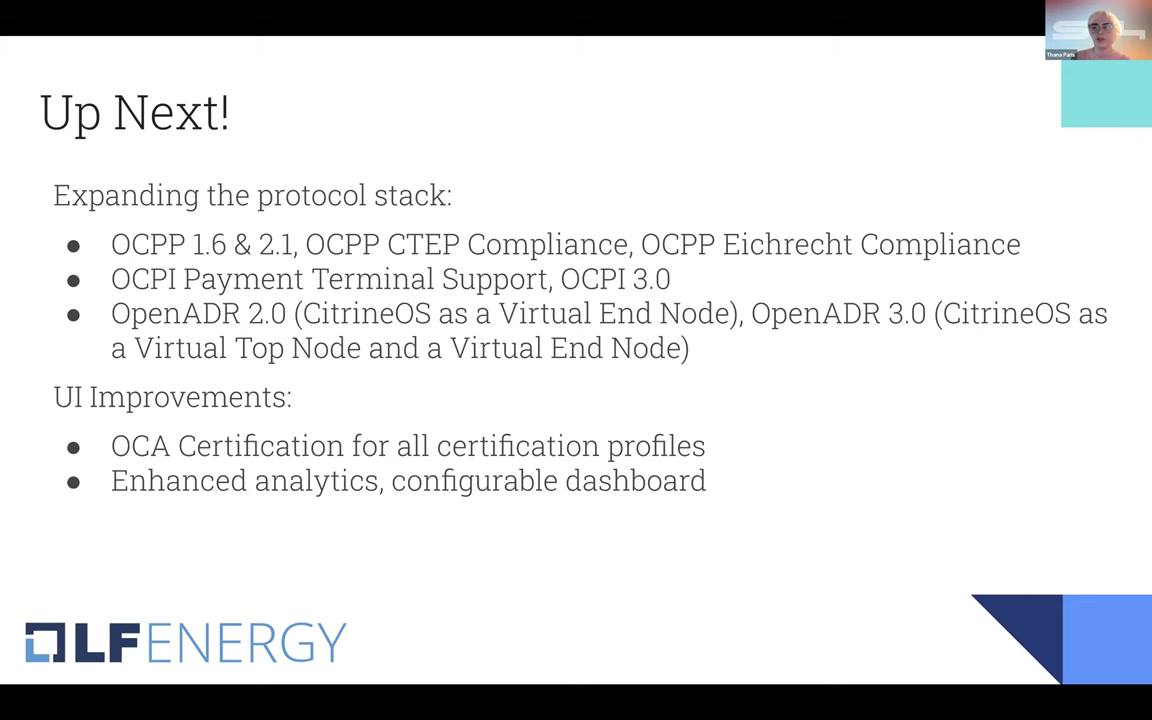 Thana Paris
Up Next!
Expanding the protocol stack:
● OCPP 1.6 & 2.1, OCPP CTEP Compliance, OCPP Eichrecht Compliance
● OCPI Payment Terminal Support, OCPI 3.0
● OpenADR 2.0 (CitrineOS as a Virtual End Node), OpenADR 3.0 (CitrineOS as
a Virtual Top Node and a Virtual End Node)
UI Improvements:
● OCA Certification for all certification profiles
● Enhanced analytics, configurable dashboard
LFENERGY